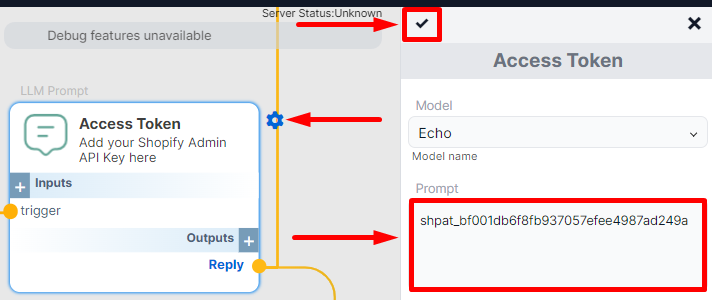 Server Status:Unknown
Debug features unavailable
LLM Prompt
Access Token
Add your Shopify Admin
API Key here
Inputs
trigger
Outputs
Reply
Access Token
Model
Echo
Model name
Prompt
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